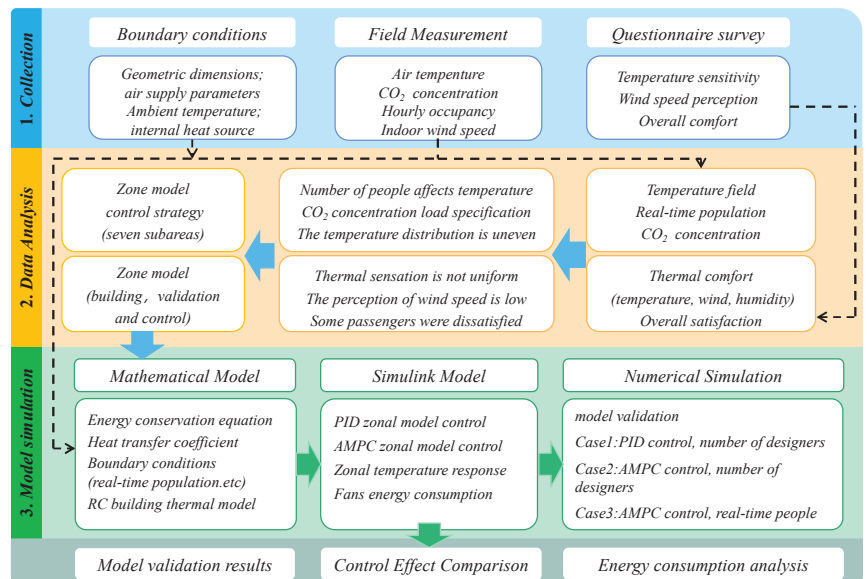 1. Collection
Boundary conditions
Field Measurement
Questionnaire survey
Geometric dimensions;
air supply parameters
Ambient temperature;
internal heat source
Air tempenture
CO2 concentration
Hourly occupancy
Indoor wind speed
Temperature sensitivity
Wind speed perception
Overall comfort
2. Data Analysis
Zone model
control strategy
(seven subareas)
Number of people affects temperature
CO2 concentration load specification
The temperature distribution is uneven
Temperature field
Real-time population
CO2 concentration
Zone model
(building, validation
and control)
Thermal sensation is not uniform
The perception of wind speed is low
Some passengers were dissatisfied
Thermal comfort
(temperature, wind, humidity)
Overall satisfaction
3. Model simulation
Mathematical Model
Simulink Model
Numerical Simulation
Energy conservation equation
Heat transfer coefficient
Boundary conditions
(real-time population.etc)
RC building thermal model
PID zonal model control
AMPC zonal model control
Zonal temperature response
Fans energy consumption
model validation
Case1:PID control, number of designers
Case2:AMPC control, number of
designers
Case3:AMPC control, real-time people
Model validation results
Control Effect Comparison
Energy consumption analysis